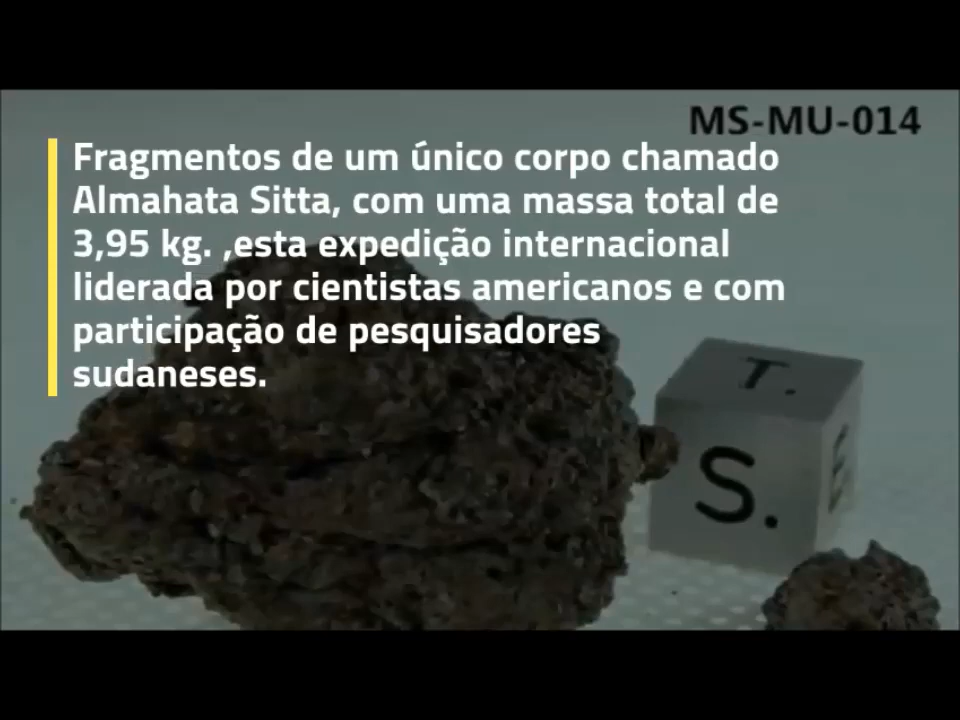 MS-MU-014
Fragmentos de um único corpo chamado
Almahata Sitta, com uma massa total de
3,95 kg. ,esta expedição internacional
liderada por cientistas americanos e com
participação de pesquisadores
sudaneses.
T.
S.
E